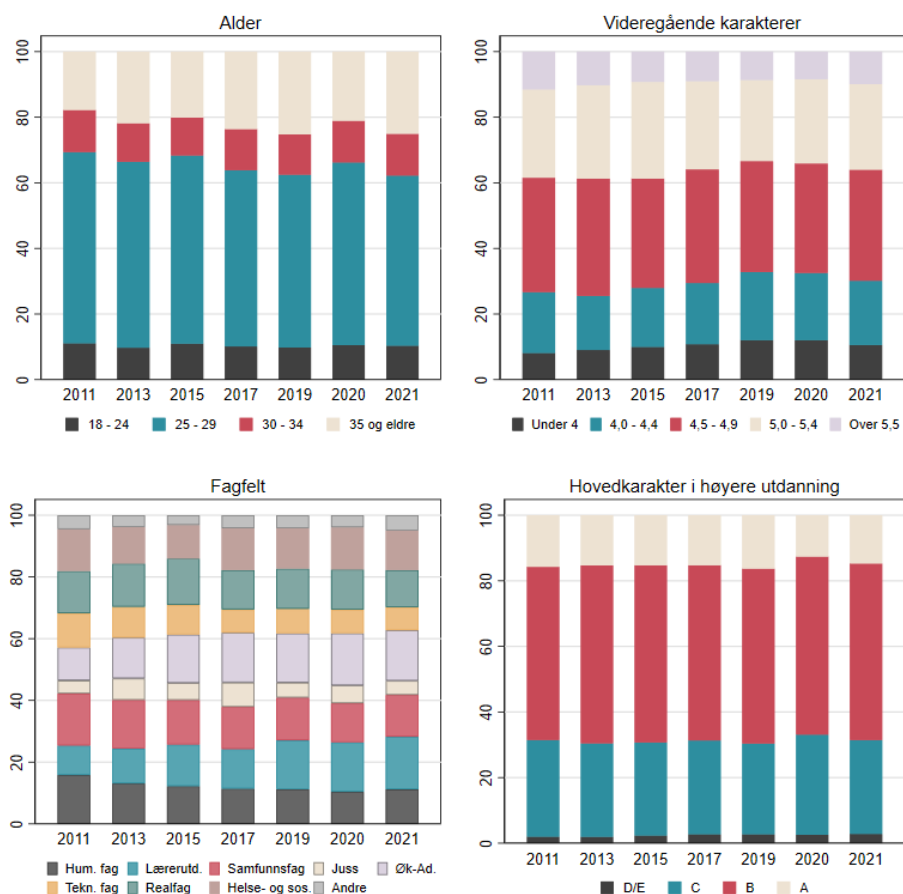 Alder
100
80
60
40
20
0
2011 2013 2015 2017 2019 2020 2021
18 - 24 25 - 29 30 - 34 35 og eldre
Videregående karakterer
100
80
60
40
20
0
2011 2013 2015 2017 2019 2020 2021
Under 4 4,0 - 4,4 4,5 - 4,9 5,0 - 5,4 Over 5,5
Fagfelt
100
80
60
40
20
0
2011 2013 2015 2017 2019 2020 2021
Hum. fag Lærerutd. Samfunnsfag Juss Øk-Ad.
Tekn. fag Realfag Helse- og sos. Andre
Hovedkarakter i høyere utdanning
100
80
60
40
20
0
2011 2013 2015 2017 2019 2020 2021
D/E C B A